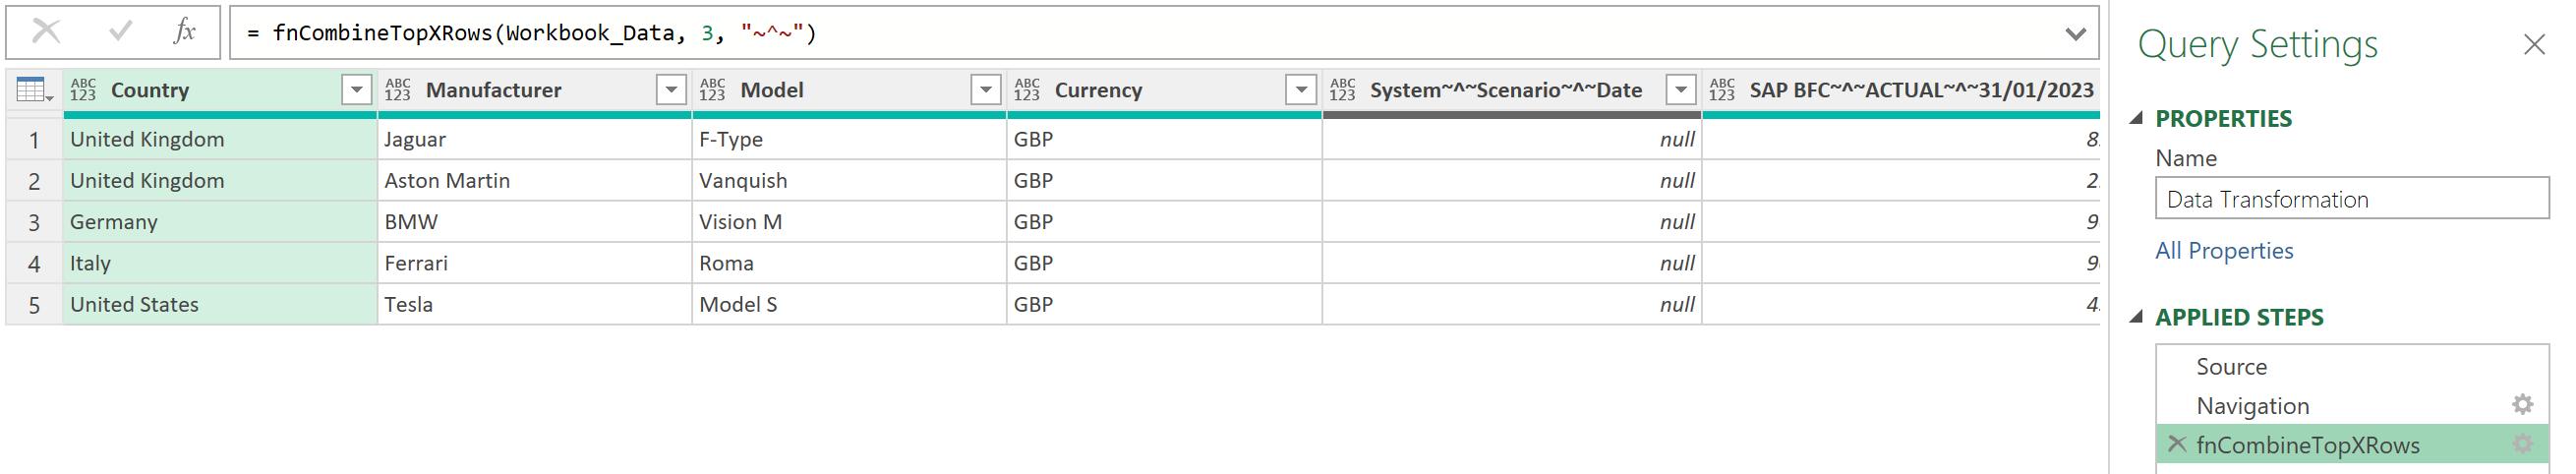 fx = fnCombineTopXRows(Workbook_Data, 3, "~^~")
ABC 123 Country ABC 123 Manufacturer ABC 123 Model ABC 123 Currency ABC 123 System~^~Scenario~^~Date ABC 123 SAP BFC~^~ACTUAL~^~31/01/2023
1 United Kingdom Jaguar F-Type GBP null 8
2 United Kingdom Aston Martin Vanquish GBP null 2
3 Germany BMW Vision M GBP null 9
4 Italy Ferrari Roma GBP null 9
5 United States Tesla Model S GBP null 4
Query Settings
PROPERTIES
Name
Data Transformation
All Properties
APPLIED STEPS
Source
Navigation
fnCombineTopXRows